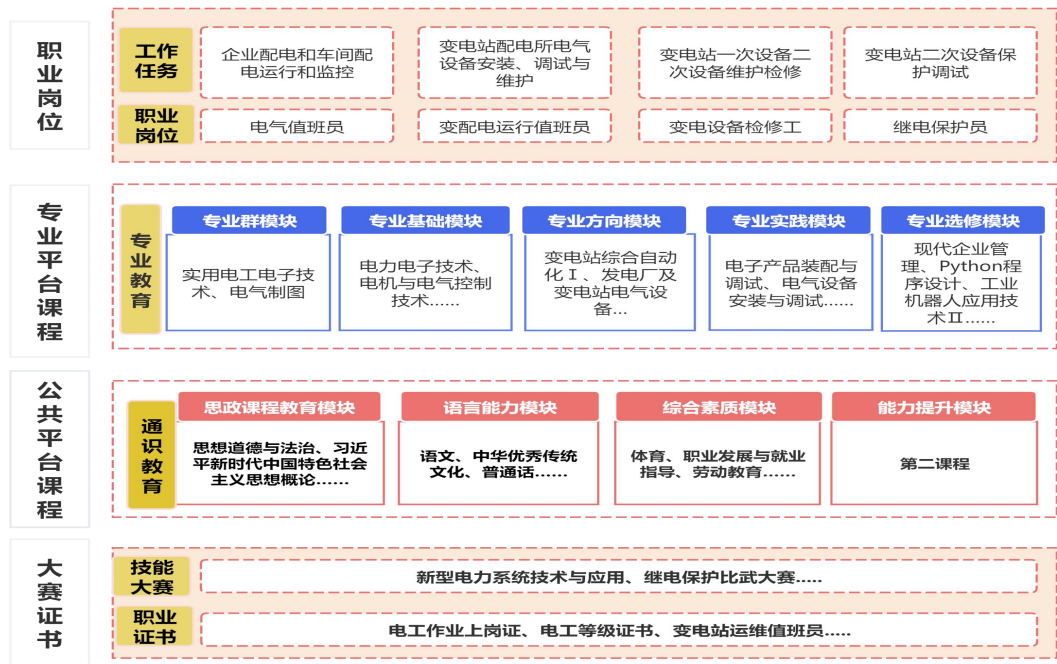 职业岗位
工作
任务
企业配电和车间配
电运行和监控
变电站配电所电气
设备安装、调试与
维护
变电站一次设备二
次设备维护检修
变电站二次设备保
护调试
职业
岗位
电气值班员
变配电运行值班员
变电设备检修工
继电保护员
专业平台课程
专业教育
专业群模块
实用电工电子技
术、电气制图
专业基础模块
电力电子技术、
电机与电气控制
技术......
专业方向模块
变电站综合自动
化Ⅰ、发电厂及
变电站电气设
备...
专业实践模块
电子产品装配与
调试、电气设备
安装与调试......
专业选修模块
现代企业管
理、Python程
序设计、工业
机器人应用技
术Ⅱ......
公共平台课程
通识教育
思政课程教育模块
思想道德与法治、习近
平新时代中国特色社会
主义思想概论......
语言能力模块
语文、中华优秀传统
文化、普通话......
综合素质模块
体育、职业发展与就业
指导、劳动教育......
能力提升模块
第二课程
大赛证书
技能
大赛
新型电力系统技术与应用、继电保护比武大赛.....
职业
证书
电工作业上岗证、电工等级证书、变电站运维值班员.....